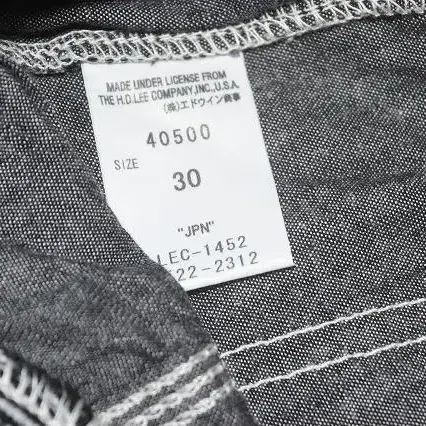 MADE UNDER LICENSE FROM
THE H.D.LEE COMPANY,INC.,U.S.A.
(株)エドウイン商事
40500
SIZE
30
"JPN"
LEC-1452
522-2312